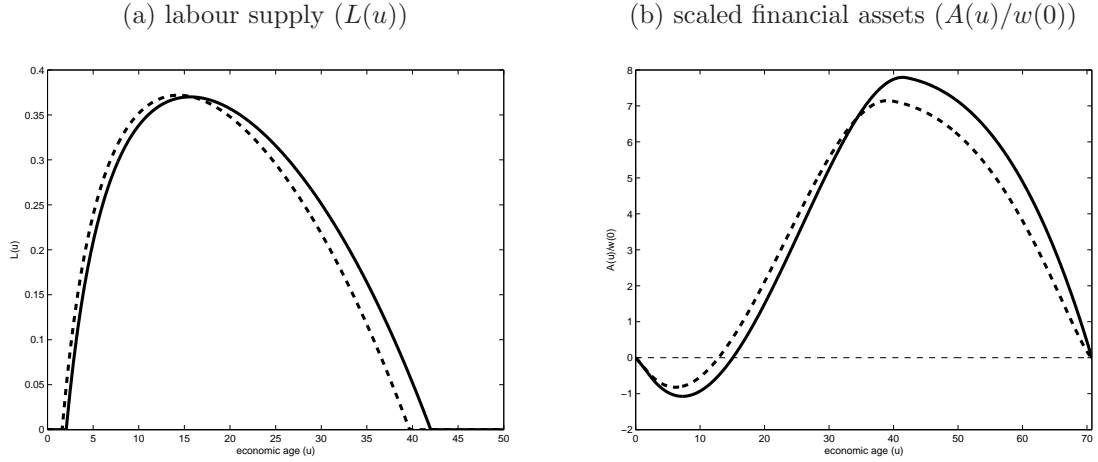 (a) labour supply (L(u))
(b) scaled financial assets (A(u)/w(0))
0.4
0.35
0.3
0.25
0.2
0.15
0.1
0.05
0
L(u)
0 5 10 15 20 25 30 35 40 45 50
economic age (u)
8
7
6
5
4
3
2
1
0
−1
−2
A(u)/w(0)
0 10 20 30 40 50 60 70
economic age (u)